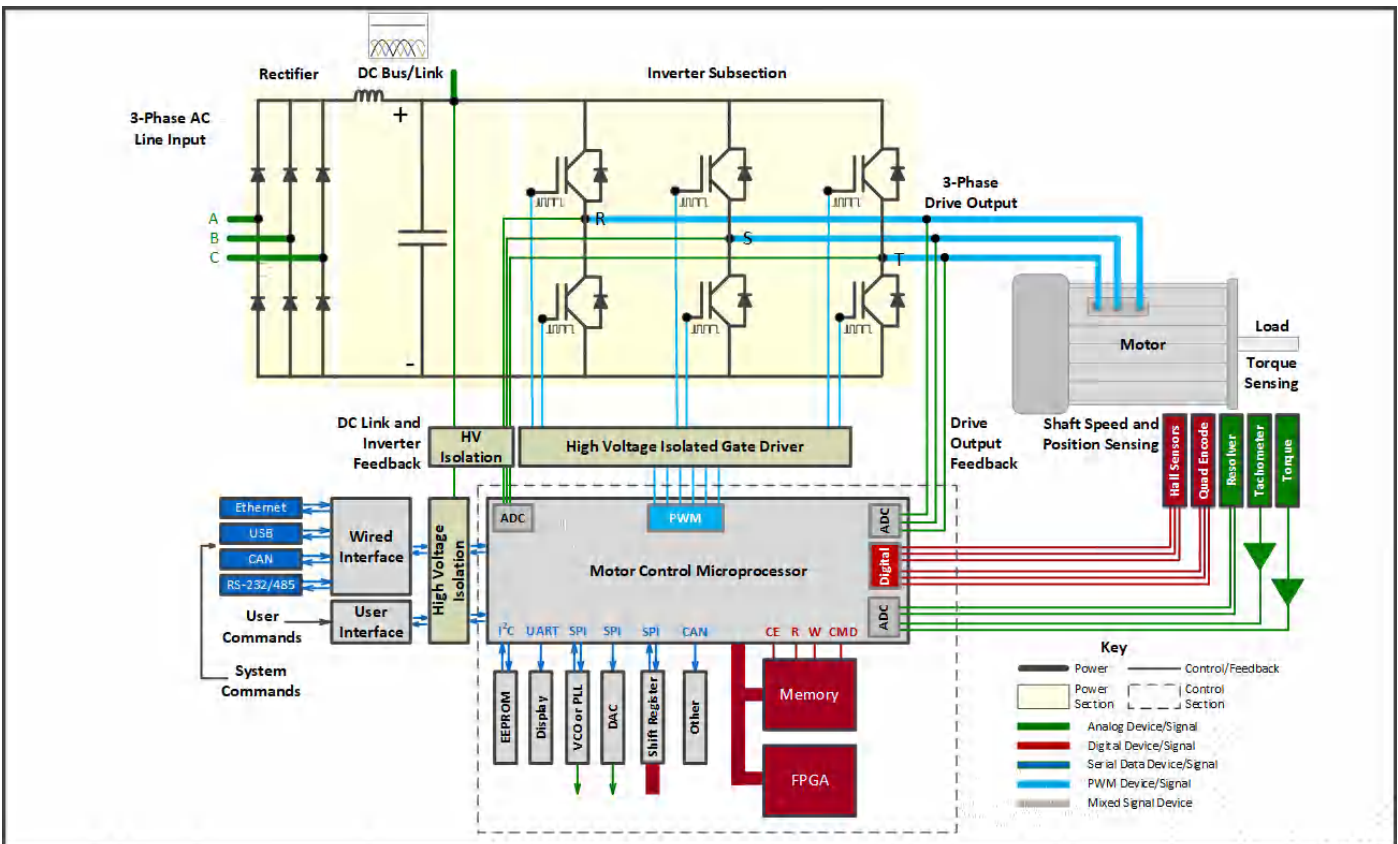 Rectifier
DC Bus/Link
Inverter Subsection
3-Phase AC
Line Input
+
-
A
B
C
R
S
T
3-Phase
Drive Output
Motor
Load
Torque
Sensing
DC Link and
Inverter
Feedback
HV
Isolation
High Voltage Isolated Gate Driver
Drive
Output
Feedback
Shaft Speed and
Position Sensing
Hall Sensors
Quad Encode
Resolver
Tachometer
Torque
Ethernet
USB
CAN
RS-232/485
Wired
Interface
User
Interface
High Voltage
Isolation
User
Commands
System
Commands
ADC
PWM
ADC
Digital
ADC
Motor Control Microprocessor
I²C
UART
SPI
SPI
SPI
CAN
CE
R
W
CMD
EEPROM
Display
VCO or PLL
DAC
Shift Register
Other
Memory
FPGA
Key
Power
Control/Feedback
Power
Section
Control
Section
Analog Device/Signal
Digital Device/Signal
Serial Data Device/Signal
PWM Device/Signal
Mixed Signal Device